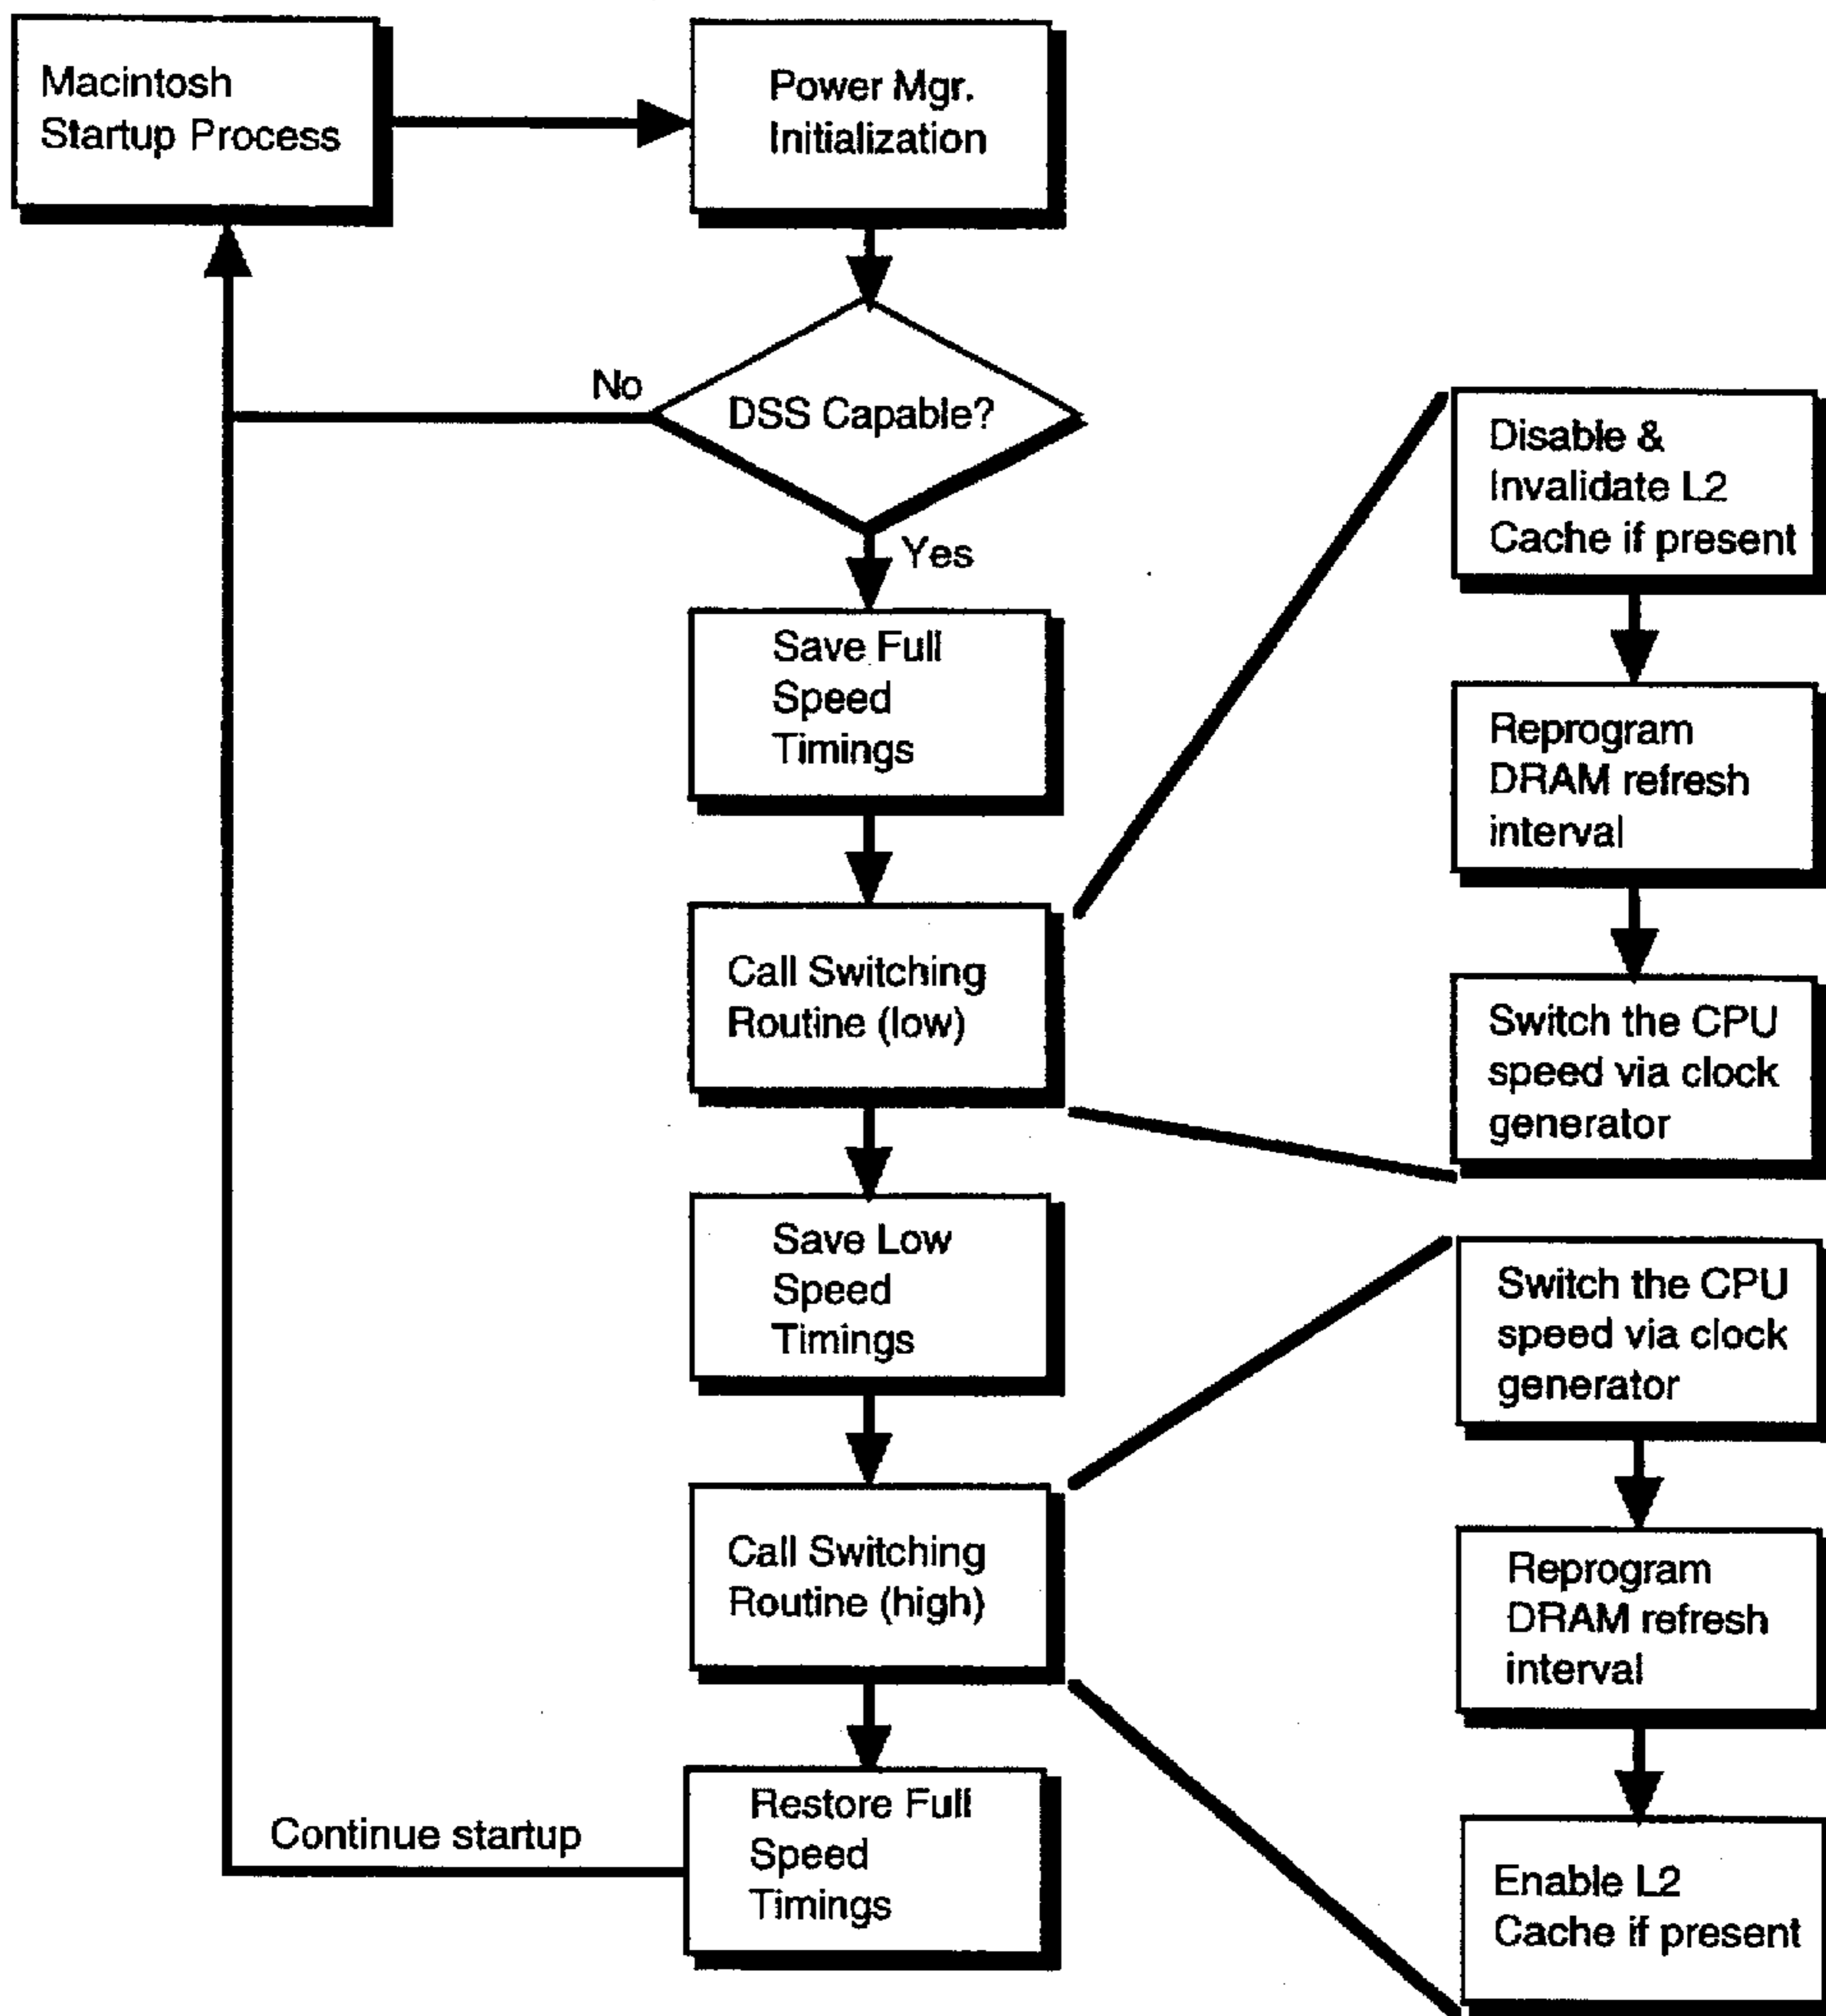 Macintosh
Startup Process
Power Mgr.
Initialization
No
DSS Capable?
Yes
Save Full
Speed
Timings
Call Switching
Routine (low)
Save Low
Speed
Timings
Call Switching
Routine (high)
Restore Full
Speed
Timings
Continue startup
Disable &
Invalidate L2
Cache if present
Reprogram
DRAM refresh
interval
Switch the CPU
speed via clock
generator
Switch the CPU
speed via clock
generator
Reprogram
DRAM refresh
interval
Enable L2
Cache if present